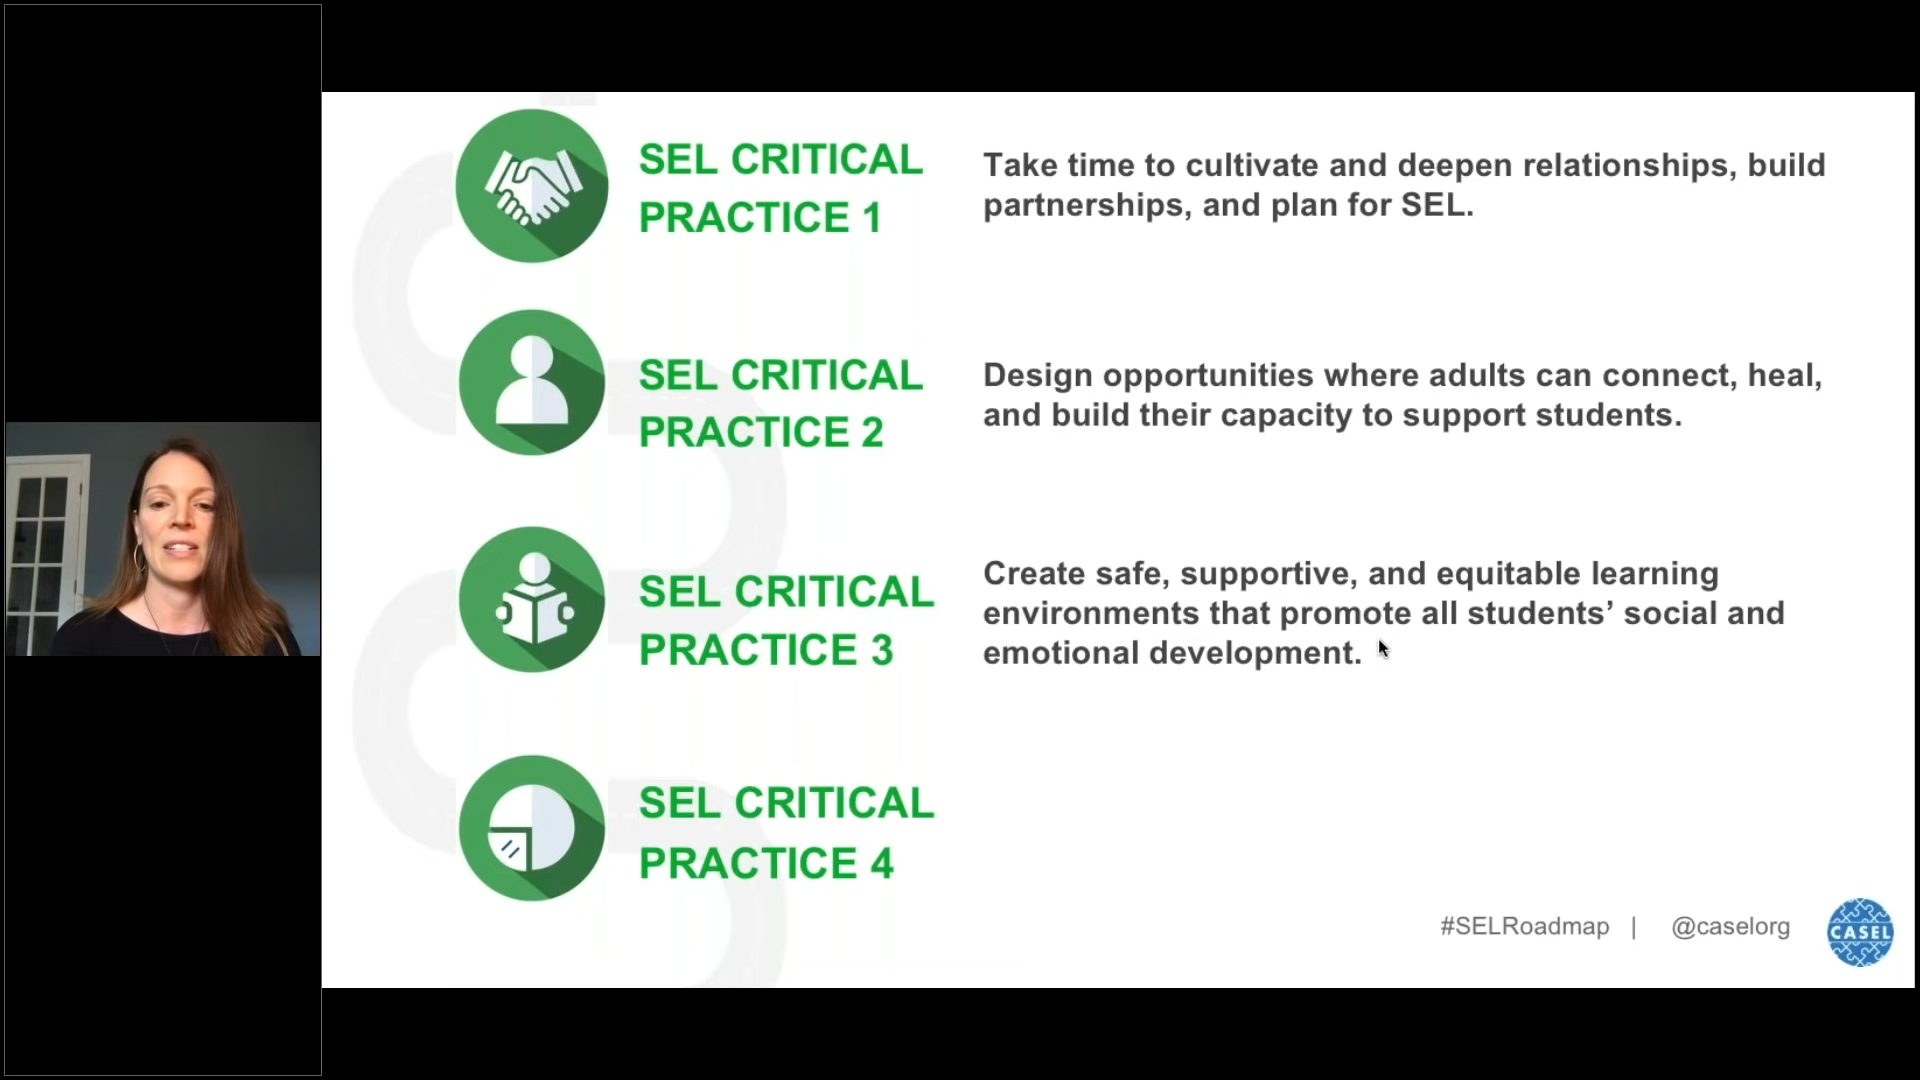 SEL CRITICAL
PRACTICE 1
Take time to cultivate and deepen relationships, build
partnerships, and plan for SEL.
SEL CRITICAL
PRACTICE 2
Design opportunities where adults can connect, heal,
and build their capacity to support students.
SEL CRITICAL
PRACTICE 3
Create safe, supportive, and equitable learning
environments that promote all students’ social and
emotional development.
SEL CRITICAL
PRACTICE 4
#SELRoadmap | @caselorg
CASEL